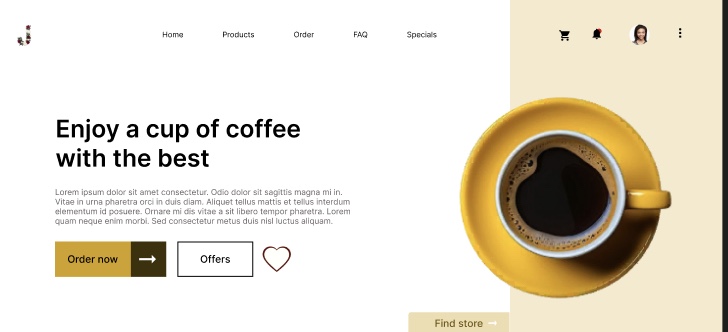 J
Home Products Order FAQ Specials
Enjoy a cup of coffee
with the best
Lorem ipsum dolor sit amet consectetur. Odio dolor sit sagittis magna mi in.
Vitae in urna pharetra orci in duis diam. Aliquet tellus mattis et tellus interdum
elementum id posuere. Ornare mi dis vitae a sit libero tempor pharetra. Lorem
quam neque enim morbi. Sed consectetur metus duis nisl luctus aliquam.
Order now
Offers
Find store